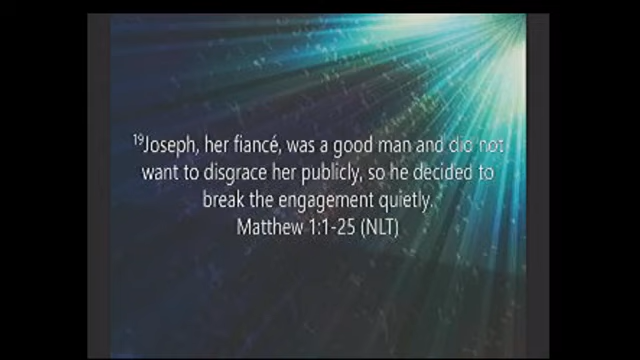 ¹⁹Joseph, her fiancé, was a good man and did not
want to disgrace her publicly, so he decided to
break the engagement quietly.
Matthew 1:1-25 (NLT)